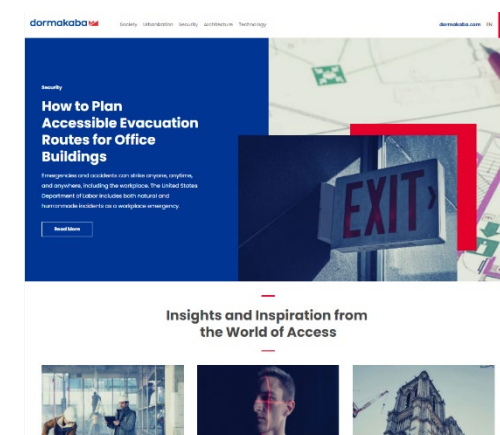 dormakaba
Society Urbanization Security Architecture Technology
dormakaba.com EN
Security
How to Plan
Accessible Evacuation
Routes for Office
Buildings
Emergencies and accidents can strike anyone, anytime,
and anywhere, including the workplace. The United States
Department of Labor includes both natural and
humanmade incidents as a workplace emergency.
Read More
EXIT
Insights and Inspiration from
the World of Access